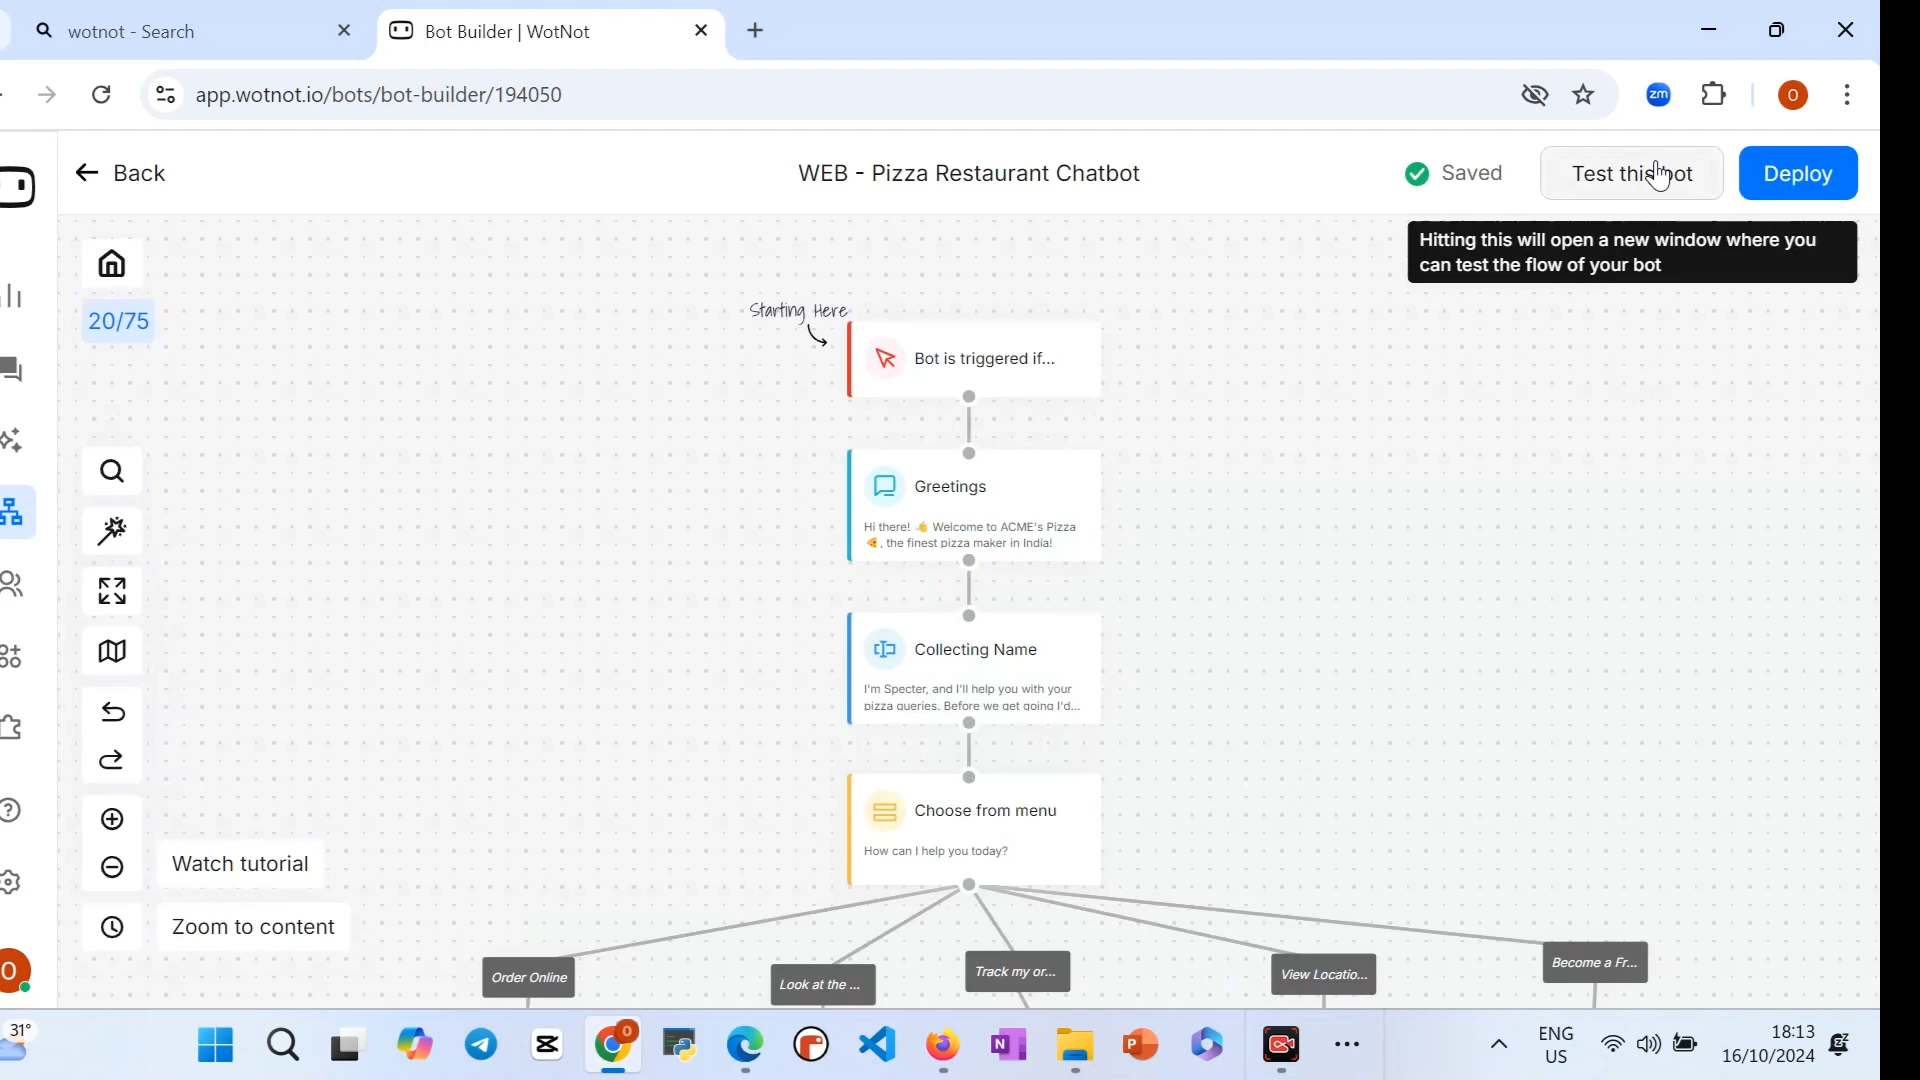 wotnot - Search
Bot Builder | WotNot
app.wotnot.io/bots/bot-builder/194050
zm
O
Back
WEB - Pizza Restaurant Chatbot
Saved
Test this bot
Deploy
Hitting this will open a new window where you
can test the flow of your bot
20/75
Starting Here
Bot is triggered if...
Greetings
Hi there! 👋 Welcome to ACME's Pizza
🍕, the finest pizza maker in India!
Collecting Name
I'm Specter, and I'll help you with your
pizza queries. Before we get going I'd...
Choose from menu
How can I help you today?
Watch tutorial
Zoom to content
Order Online
Look at the ...
Track my or...
View Locatio...
Become a Fr...
O
31°
0
N
P
ENG
US
18:13
16/10/2024